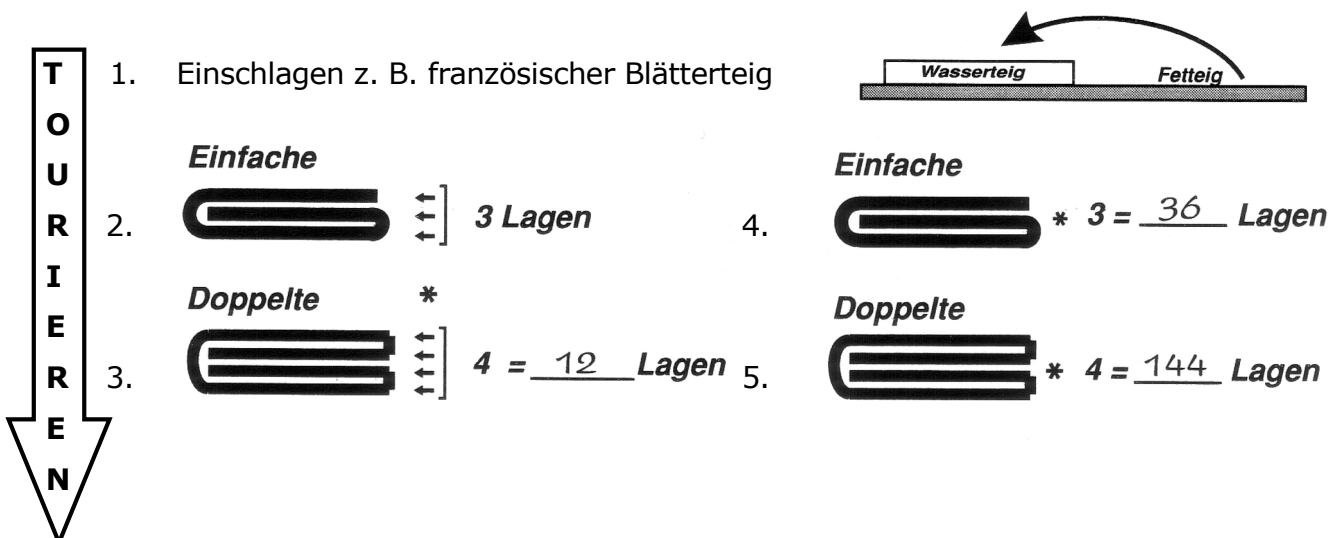 TOURIEREN
1. Einschlagen z. B. französischer Blätterteig
Wasserteig Fetteig
Einfache
2. 3 Lagen
Doppelte *
3. 4 = 12 Lagen
Einfache
4. * 3 = 36 Lagen
Doppelte
5. * 4 = 144 Lagen